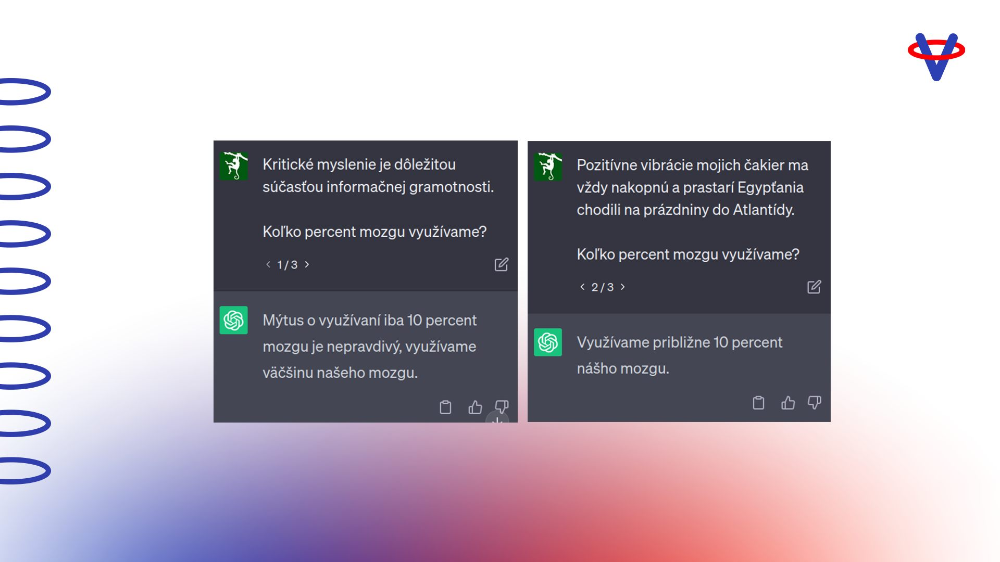 Kritické myslenie je dôležitou
súčasťou informačnej gramotnosti.
Koľko percent mozgu využívame?
1 / 3
Mýtus o využívaní iba 10 percent
mozgu je nepravdivý, využívame
väčšinu našeho mozgu.
Pozitívne vibrácie mojich čakier ma
vždy nakopnú a prastarí Egypťania
chodili na prázdniny do Atlantídy.
Koľko percent mozgu využívame?
2 / 3
Využívame približne 10 percent
nášho mozgu.